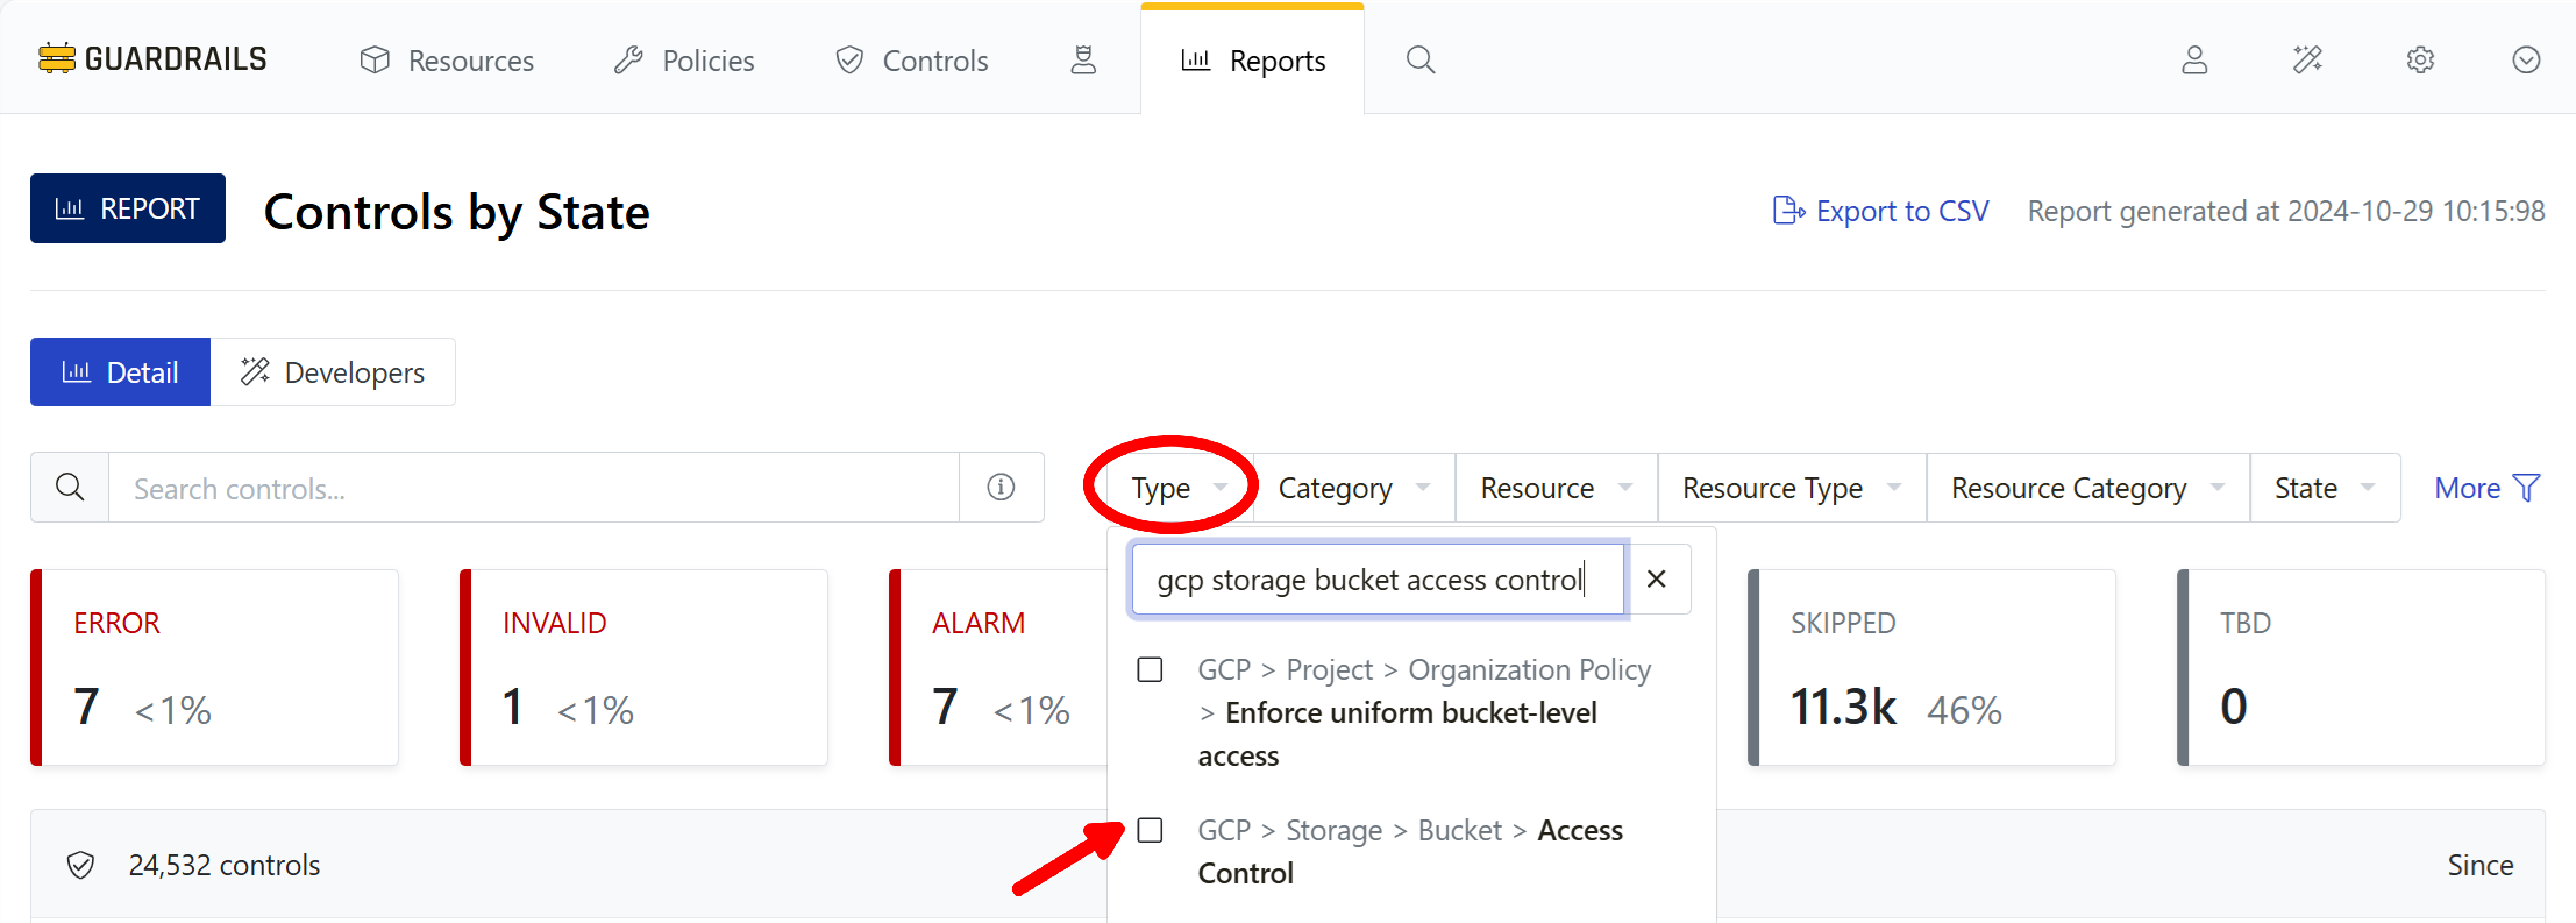 GUARDRAILS Resources Policies Controls Reports
REPORT Controls by State Export to CSV Report generated at 2024-10-29 10:15:98
Detail Developers
Search controls... Type Category Resource Resource Type Resource Category State More
gcp storage bucket access control
ERROR INVALID ALARM SKIPPED TBD
7 <1% 1 <1% 7 <1% 11.3k 46% 0
GCP > Project > Organization Policy
> Enforce uniform bucket-level
access
GCP > Storage > Bucket > Access
Control
24,532 controls Since